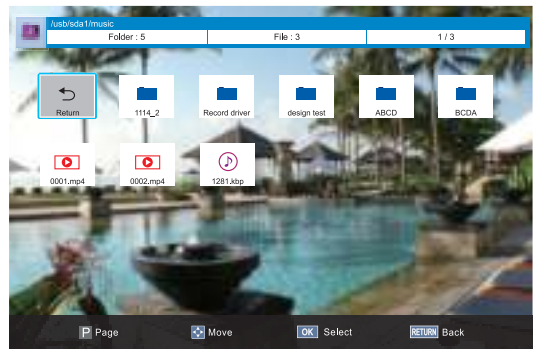 /usb/sda1/music
Folder : 5 File : 3 1 / 3
Return 1114_2 Record driver design test ABCD BCDA
0001.mp4 0002.mp4 1281.kbp
P Page Move OK Select RETURN Back